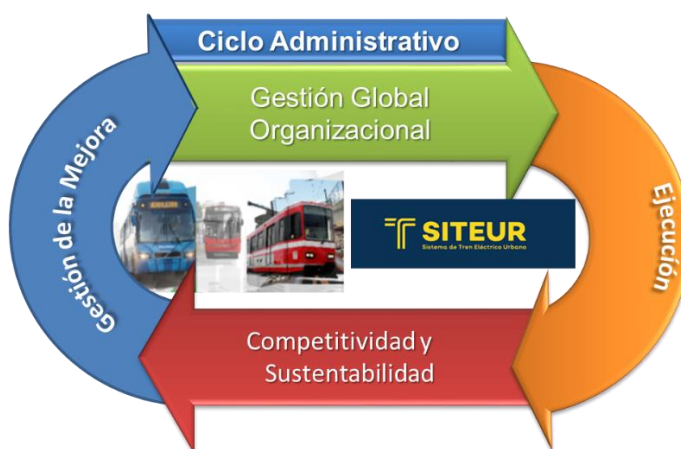 Ciclo Administrativo
Gestión Global
Organizacional
Gestión de la Mejora
Ejecución
SITEUR
Sistema de Tren Eléctrico Urbano
Competitividad y
Sustentabilidad